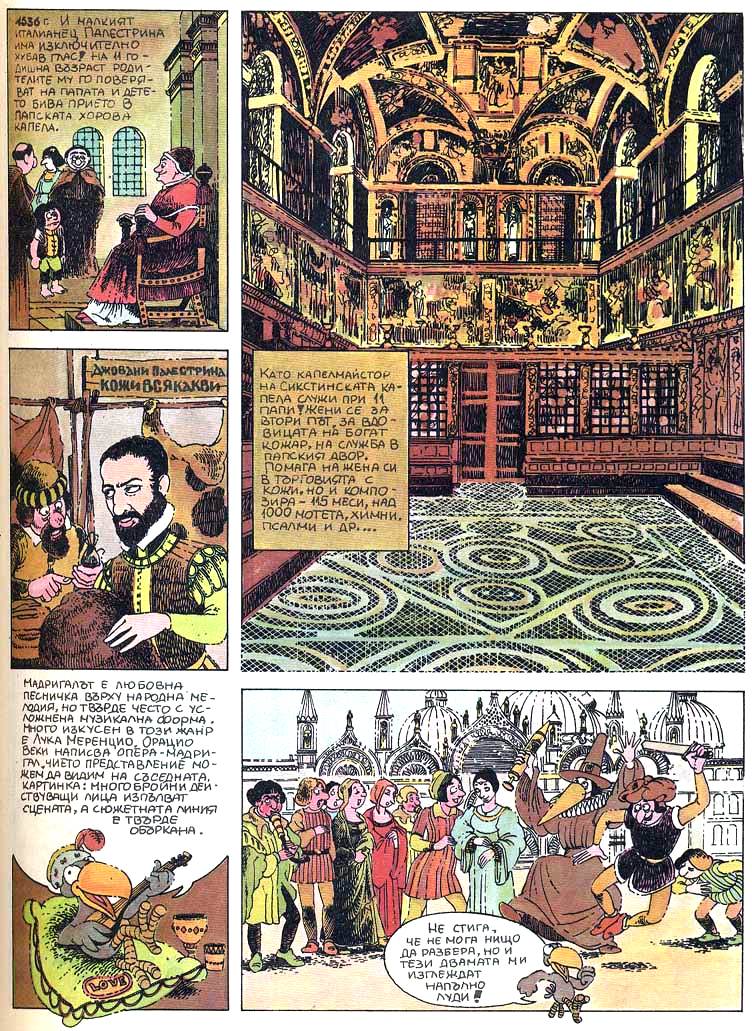 1536 г. И МАЛКИЯТ
ИТАЛИАНЕЦ ПАЛЕСТРИНА
ИМА ИЗКЛЮЧИТЕЛНО
ХУБАВ ГЛАС! НА 11 ГО-
ДИШНА ВЪЗРАСТ РОДИ-
ТЕЛИТЕ МУ ГО ПОВЕРЯ-
ВАТ НА ПАПАТА И ДЕТЕ-
ТО БИВА ПРИЕТО В
ПАПСКАТА ХОРОВА
КАПЕЛА.
ДЖОВАНИ ПАЛЕСТРИНА
КОЖИ ВСЯКАКВИ
КАТО КАПЕЛМАЙСТОР
НА СИКСТИНСКАТА КА-
ПЕЛА СЛУЖИ ПРИ 11
ПАПИ! ЖЕНИ СЕ ЗА
ВТОРИ ПЪТ, ЗА ВДО-
ВИЦАТА НА БОГАТ
КОЖАР, НА СЛУЖБА В
ПАПСКИЯ ДВОР.
ПОМАГА НА ЖЕНА СИ
В ТЪРГОВИЯТА С
КОЖИ, НО И КОМПО-
ЗИРА - 115 МЕСИ, НАД
1000 МОТЕТА, ХИМНИ,
ПСАЛМИ И ДР....
МАДРИГАЛЪТ Е ЛЮБОВНА
ПЕСНИЧКА ВЪРХУ НАРОДНА МЕ-
ЛОДИЯ, НО ТВЪРДЕ ЧЕСТО С УС-
ЛОЖНЕНА МУЗИКАЛНА ФОРМА.
МНОГО ИЗКУСЕН В ТОЗИ ЖАНР
Е ЛУКА МЕРЕНЦИО. ОРАЦИО
ВЕКИ НАПИСВА ОПЕРА-МАДРИ-
ГАЛ, ЧИЕТО ПРЕДСТАВЛЕНИЕ МО-
ЖЕМ ДА ВИДИМ НА СЪСЕДНАТА
КАРТИНКА: МНОГОБРОЙНИ ДЕЙ-
СТВУВАЩИ ЛИЦА ИЗПЪЛВАТ
СЦЕНАТА, А СЮЖЕТНАТА ЛИНИЯ
Е ТВЪРДЕ
ОБЪРКАНА.
LOVE
НЕ СТИГА,
ЧЕ НЕ МОГА НИЩО
ДА РАЗБЕРА, НО И
ТЕЗИ ДВАМАТА МИ
ИЗГЛЕЖДАТ
НАПЪЛНО
ЛУДИ!